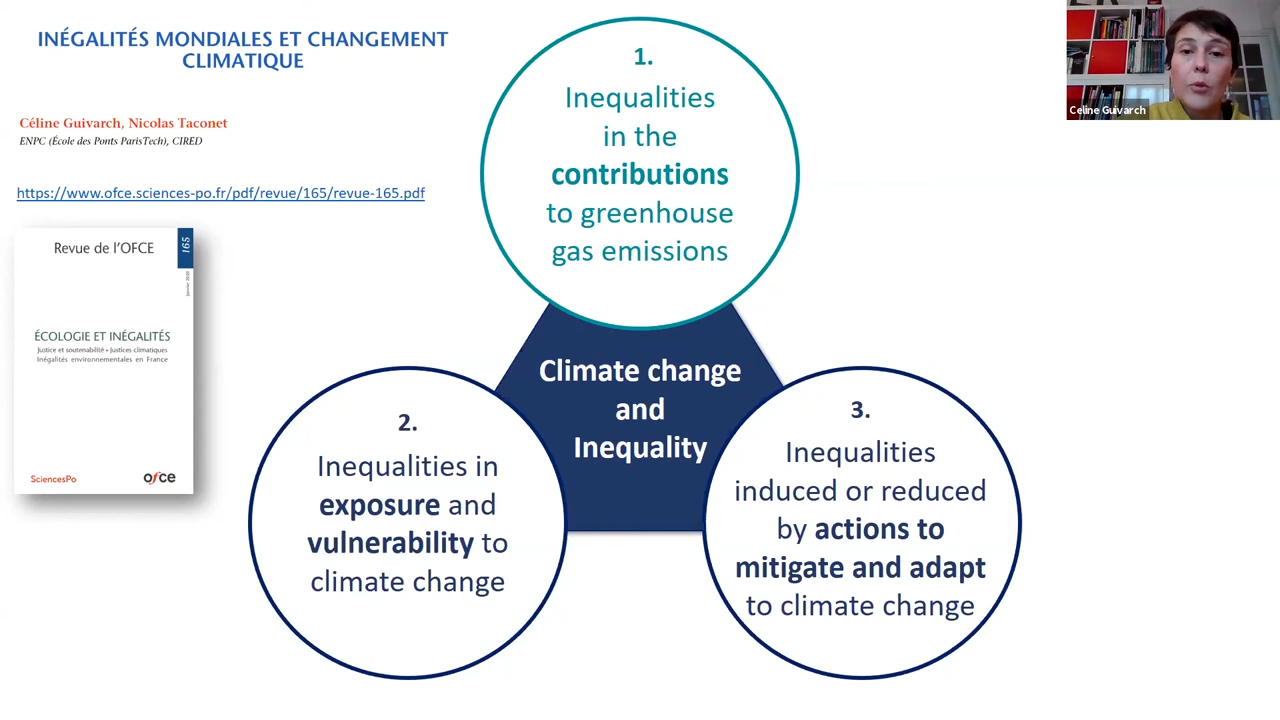 INÉGALITÉS MONDIALES ET CHANGEMENT
CLIMATIQUE
Céline Guivarch, Nicolas Taconet
ENPC (École des Ponts ParisTech), CIRED
https://www.ofce.sciences-po.fr/pdf/revue/165/revue-165.pdf
Revue de l'OFCE
165
Janvier 2020
ÉCOLOGIE ET INÉGALITÉS
Justice et soutenabilité • Justices climatiques
Inégalités environnementales en France
SciencesPo
ofce
1.
Inequalities
in the
contributions
to greenhouse
gas emissions
Climate change
and
Inequality
2.
Inequalities in
exposure and
vulnerability to
climate change
3.
Inequalities
induced or reduced
by actions to
mitigate and adapt
to climate change
Celine Guivarch